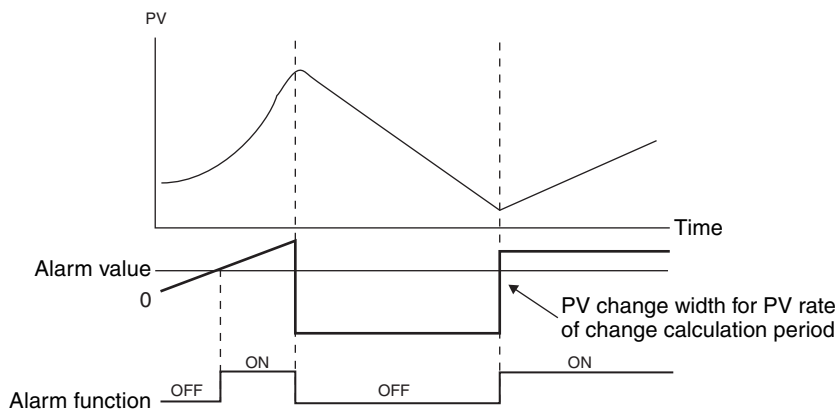 PV
Time
Alarm value
0
PV change width for PV rate
of change calculation period
ON
ON
OFF
OFF
Alarm function